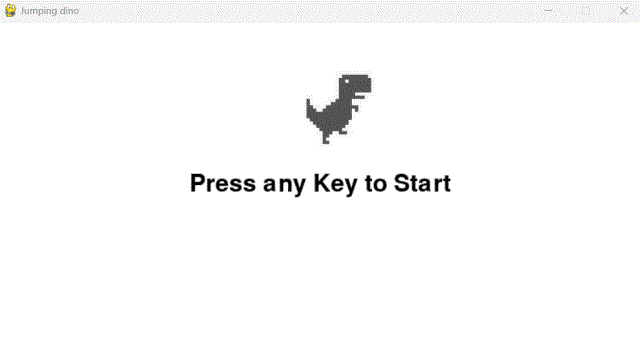 Jumping dino
Press any Key to Start